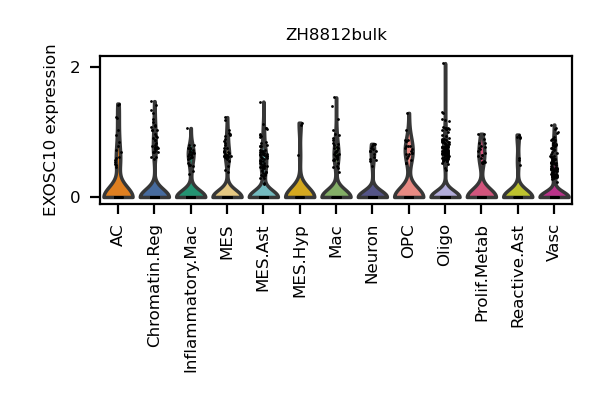 ZH8812bulk
EXOSC10 expression
2
0
AC
Chromatin.Reg
Inflammatory.Mac
MES
MES.Ast
MES.Hyp
Mac
Neuron
OPC
Oligo
Prolif.Metab
Reactive.Ast
Vasc